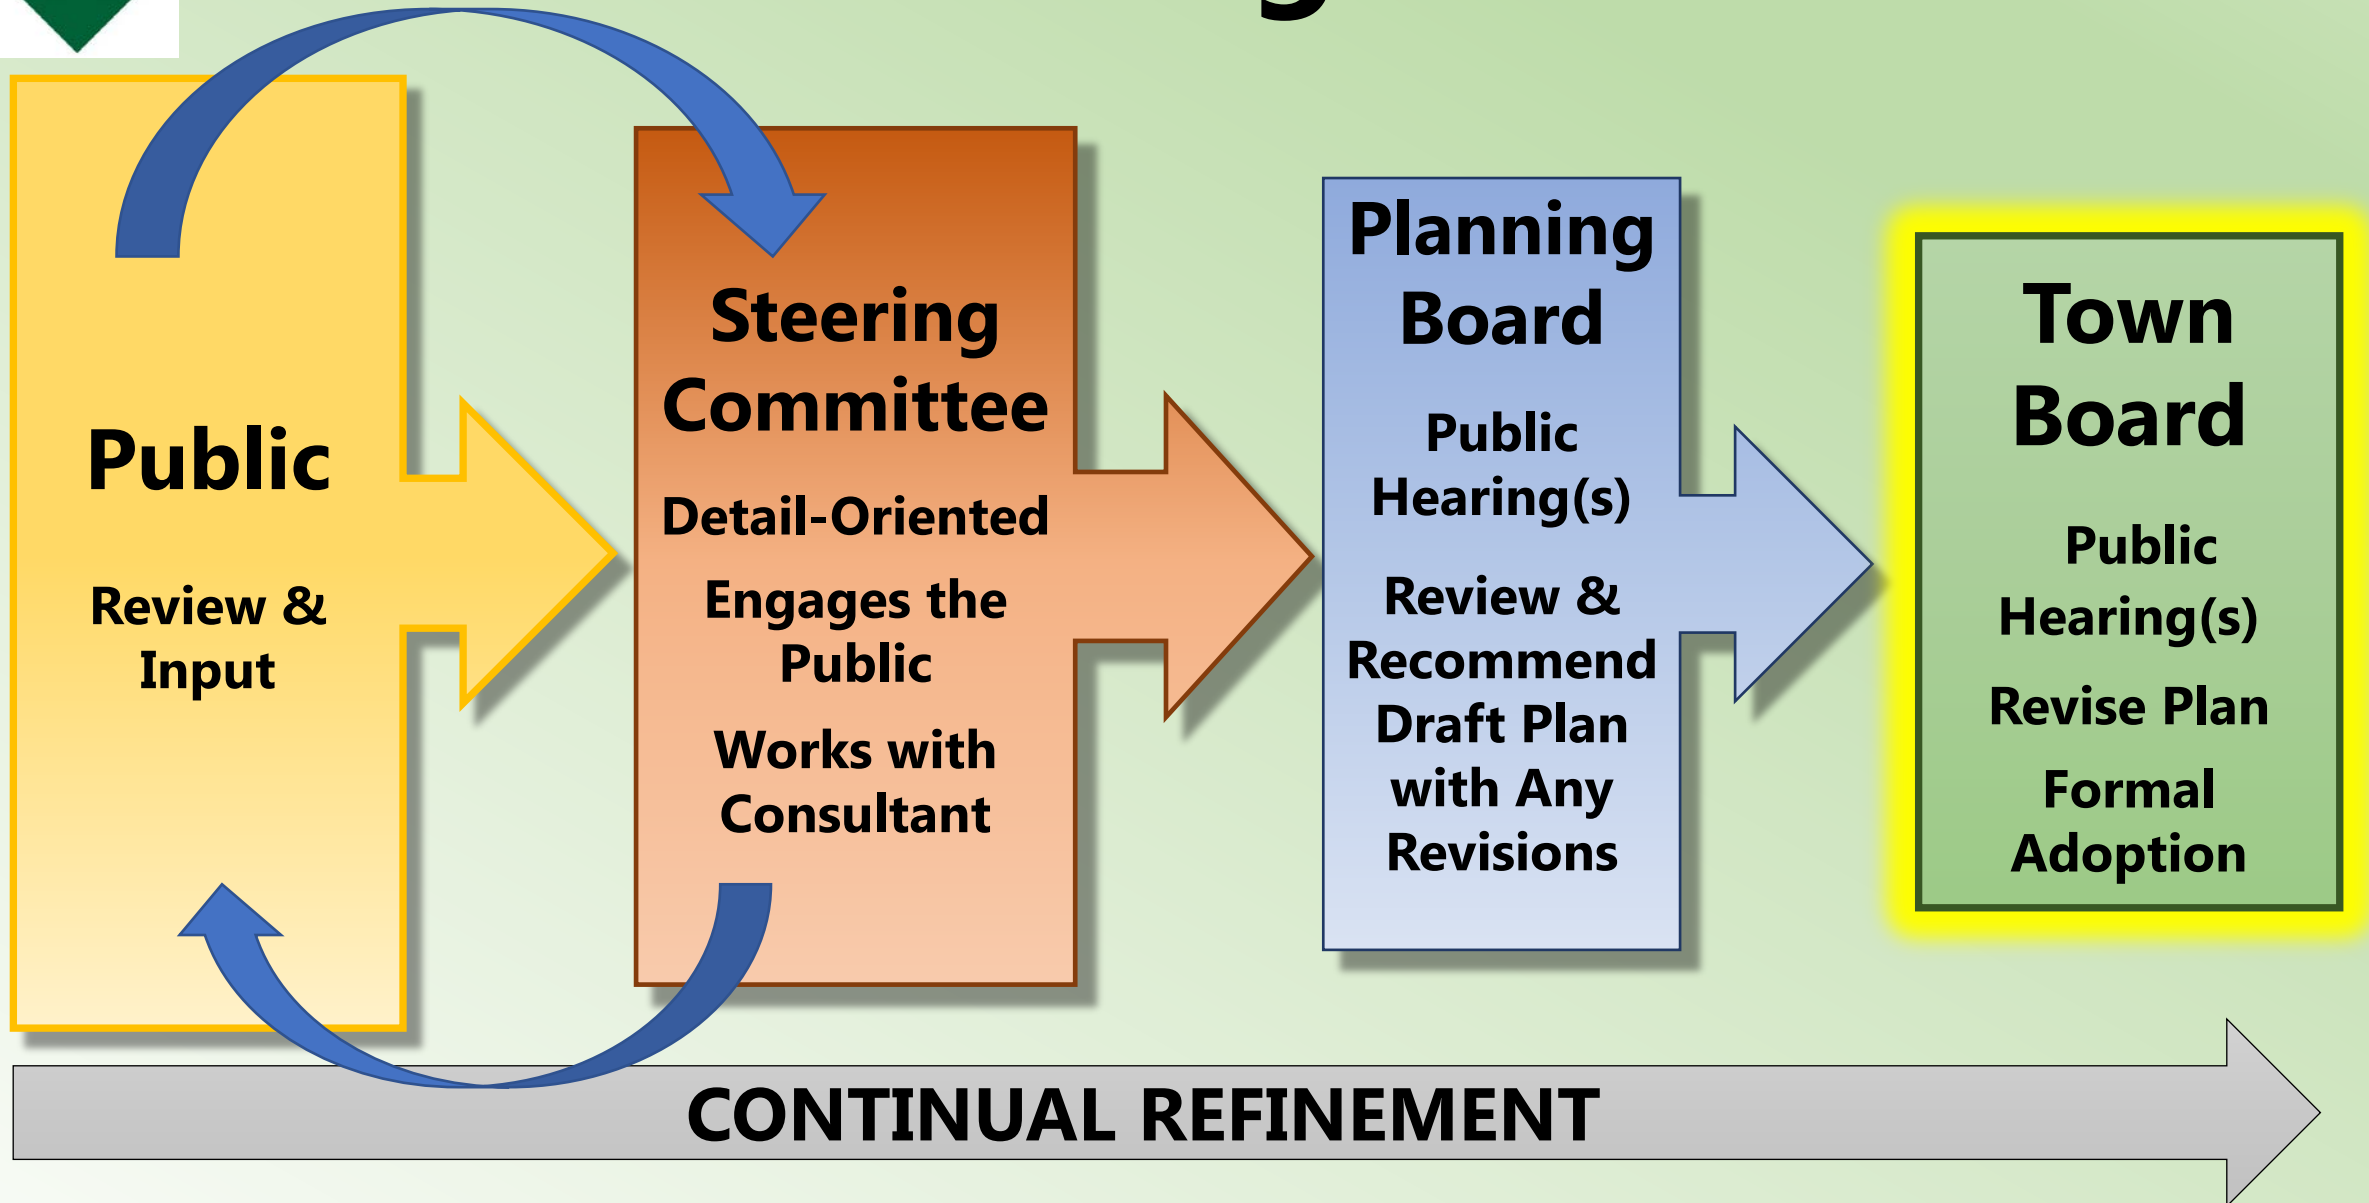 Public
Review &
Input
Steering
Committee
Detail-Oriented
Engages the
Public
Works with
Consultant
Planning
Board
Public
Hearing(s)
Review &
Recommend
Draft Plan
with Any
Revisions
Town
Board
Public
Hearing(s)
Revise Plan
Formal
Adoption
CONTINUAL REFINEMENT